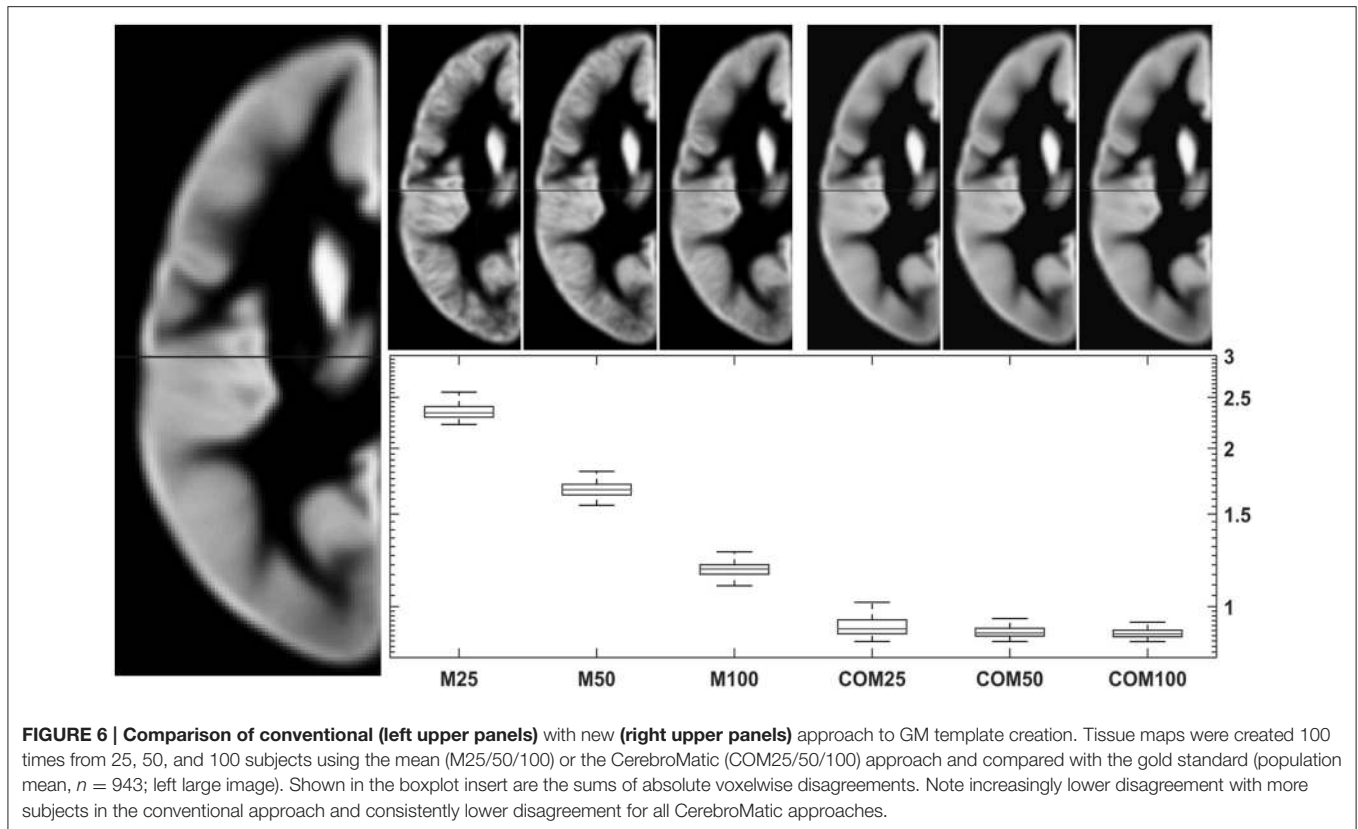 3
2.5
2
1.5
1
M25 M50 M100 COM25 COM50 COM100
FIGURE 6 | Comparison of conventional (left upper panels) with new (right upper panels) approach to GM template creation. Tissue maps were created 100
times from 25, 50, and 100 subjects using the mean (M25/50/100) or the CerebroMatic (COM25/50/100) approach and compared with the gold standard (population
mean, n = 943; left large image). Shown in the boxplot insert are the sums of absolute voxelwise disagreements. Note increasingly lower disagreement with more
subjects in the conventional approach and consistently lower disagreement for all CerebroMatic approaches.